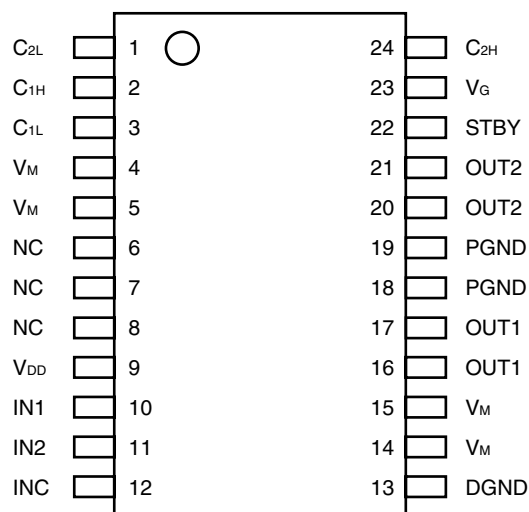 C2L 1 24 C2H
C1H 2 23 VG
C1L 3 22 STBY
VM 4 21 OUT2
VM 5 20 OUT2
NC 6 19 PGND
NC 7 18 PGND
NC 8 17 OUT1
VDD 9 16 OUT1
IN1 10 15 VM
IN2 11 14 VM
INC 12 13 DGND